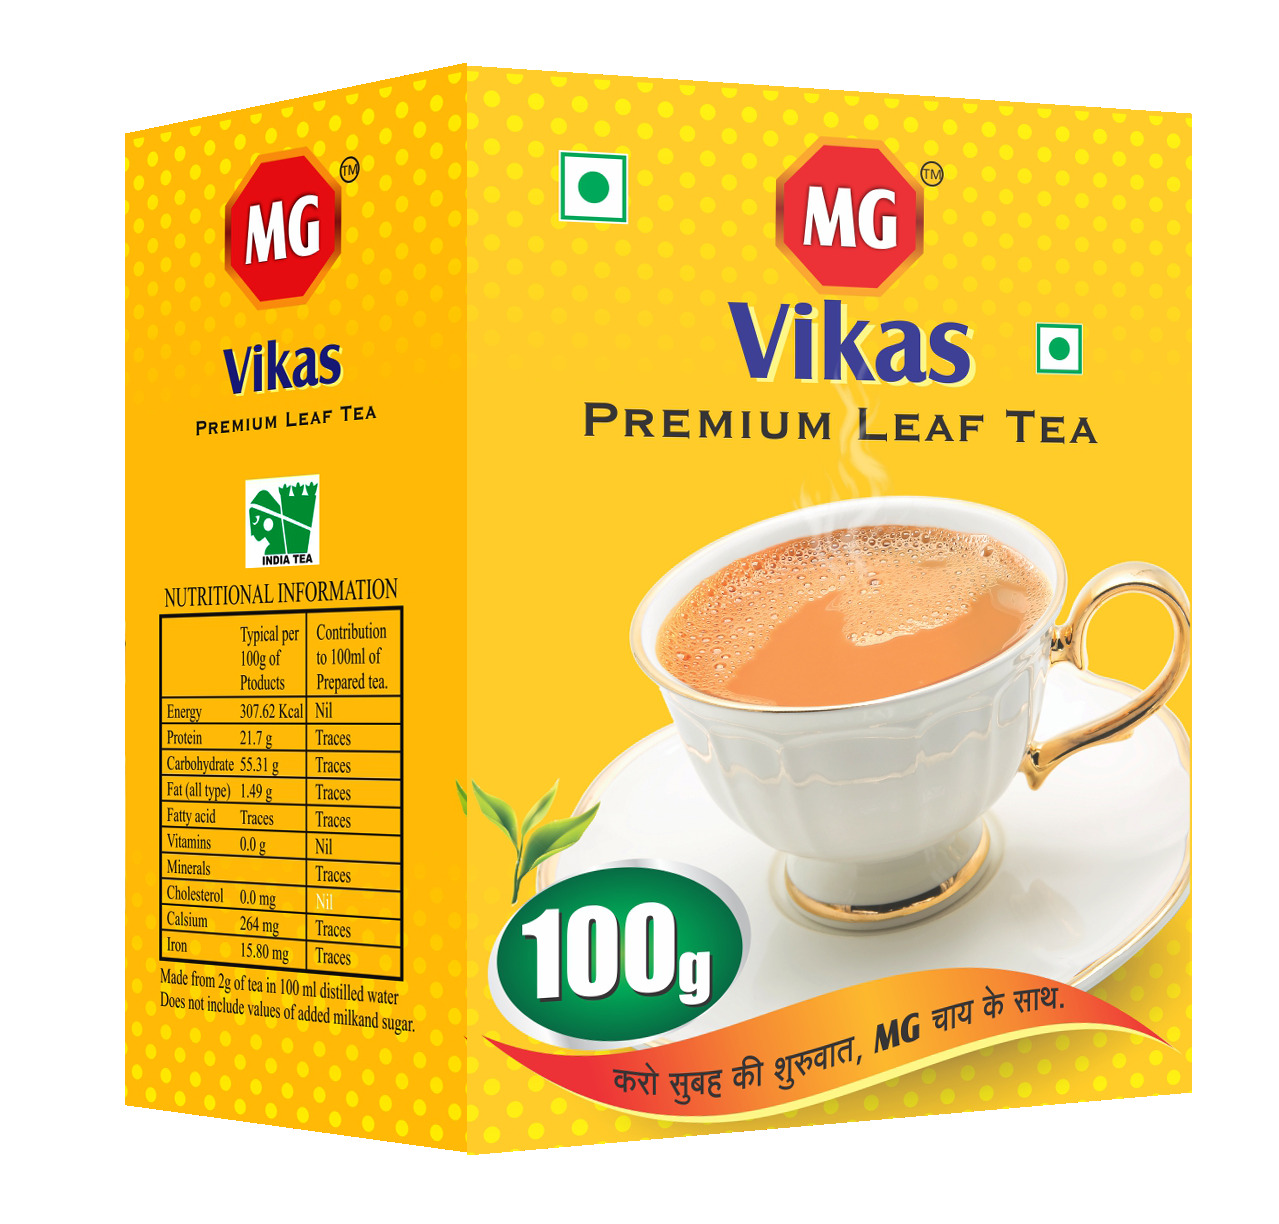 MG
TM
Vikas
PREMIUM LEAF TEA
INDIA TEA
NUTRITIONAL INFORMATION
Typical per 100g of Ptoducts Contribution to 100ml of Prepared tea.
Energy 307.62 Kcal Nil
Protein 21.7 g Traces
Carbohydrate 55.31 g Traces
Fat (all type) 1.49 g Traces
Fatty acid Traces Traces
Vitamins 0.0 g Nil
Minerals Traces
Cholesterol 0.0 mg Nil
Calsium 264 mg Traces
Iron 15.80 mg Traces
Made from 2g of tea in 100 ml distilled water
Does not include values of added milkand sugar.
MG
TM
Vikas
PREMIUM LEAF TEA
100g
करो सुबह की शुरुवात, MG चाय के साथ.